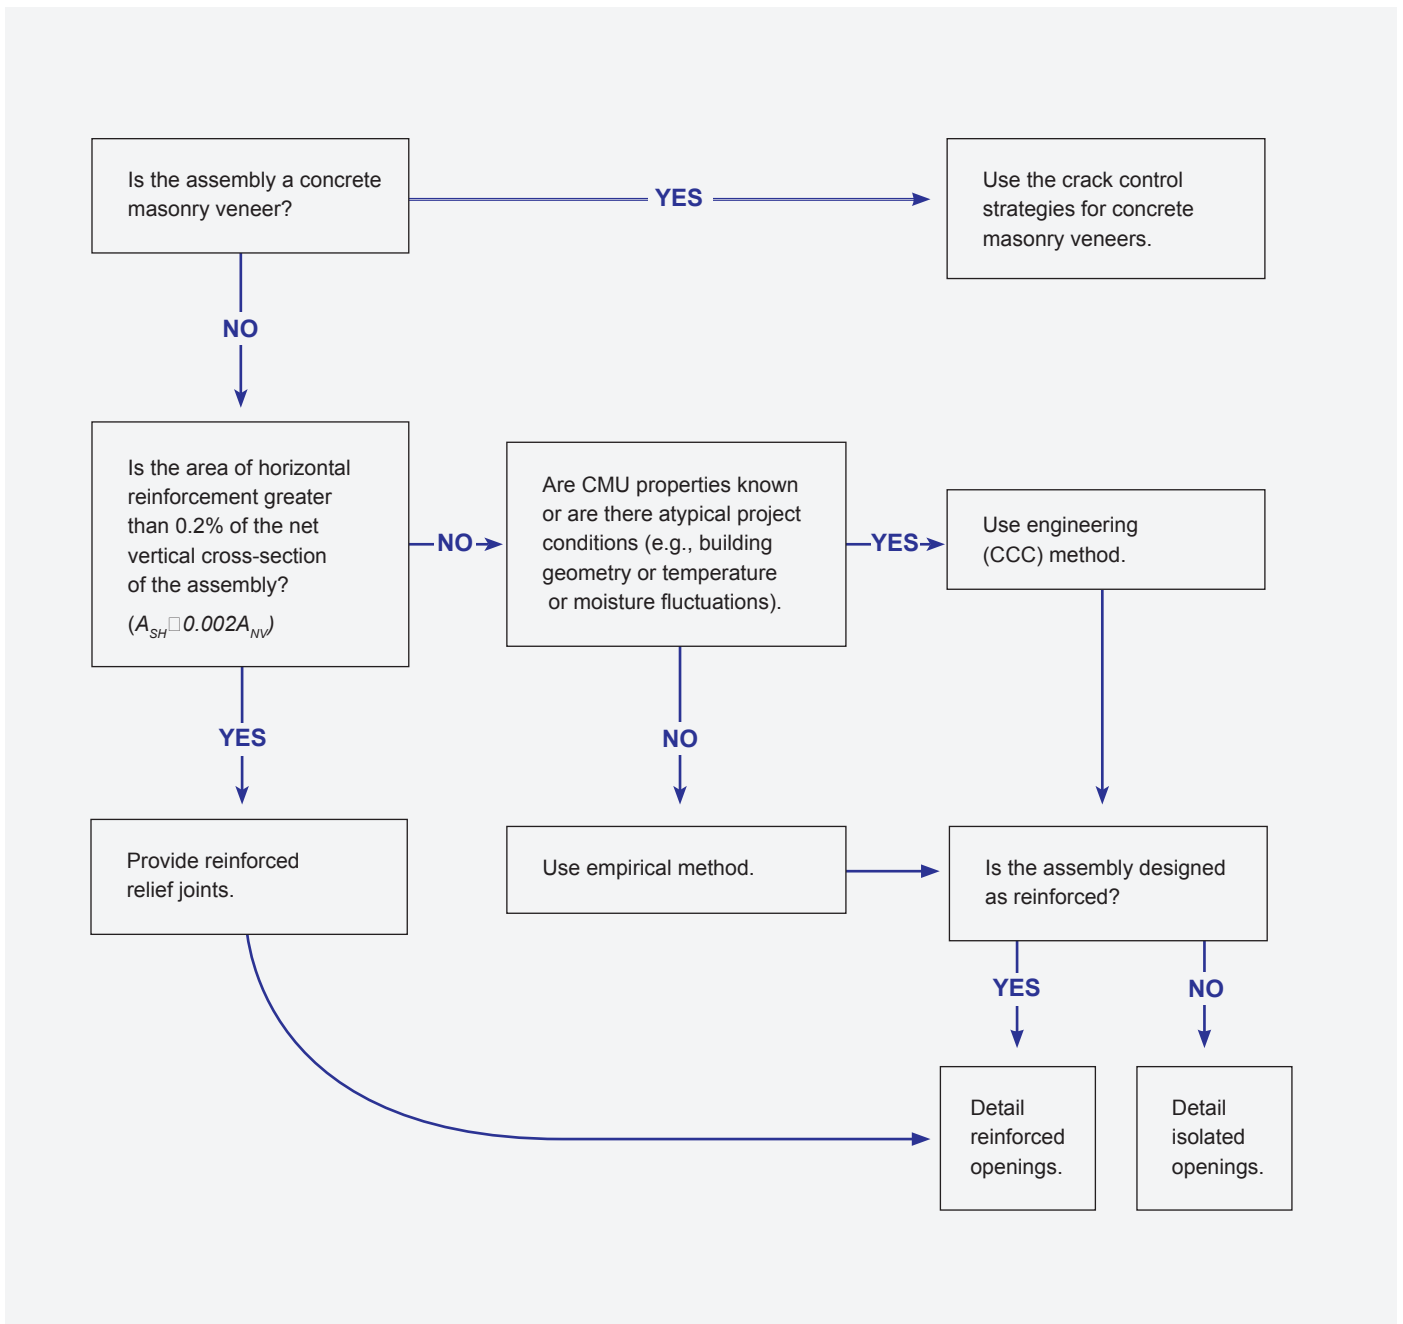 Is the assembly a concrete
masonry veneer?
YES
Use the crack control
strategies for concrete
masonry veneers.
NO
Is the area of horizontal
reinforcement greater
than 0.2% of the net
vertical cross-section
of the assembly?
(A_SH□0.002A_NV)
NO
Are CMU properties known
or are there atypical project
conditions (e.g., building
geometry or temperature
or moisture fluctuations).
YES
Use engineering
(CCC) method.
YES
NO
Provide reinforced
relief joints.
Use empirical method.
Is the assembly designed
as reinforced?
YES
NO
Detail
reinforced
openings.
Detail
isolated
openings.